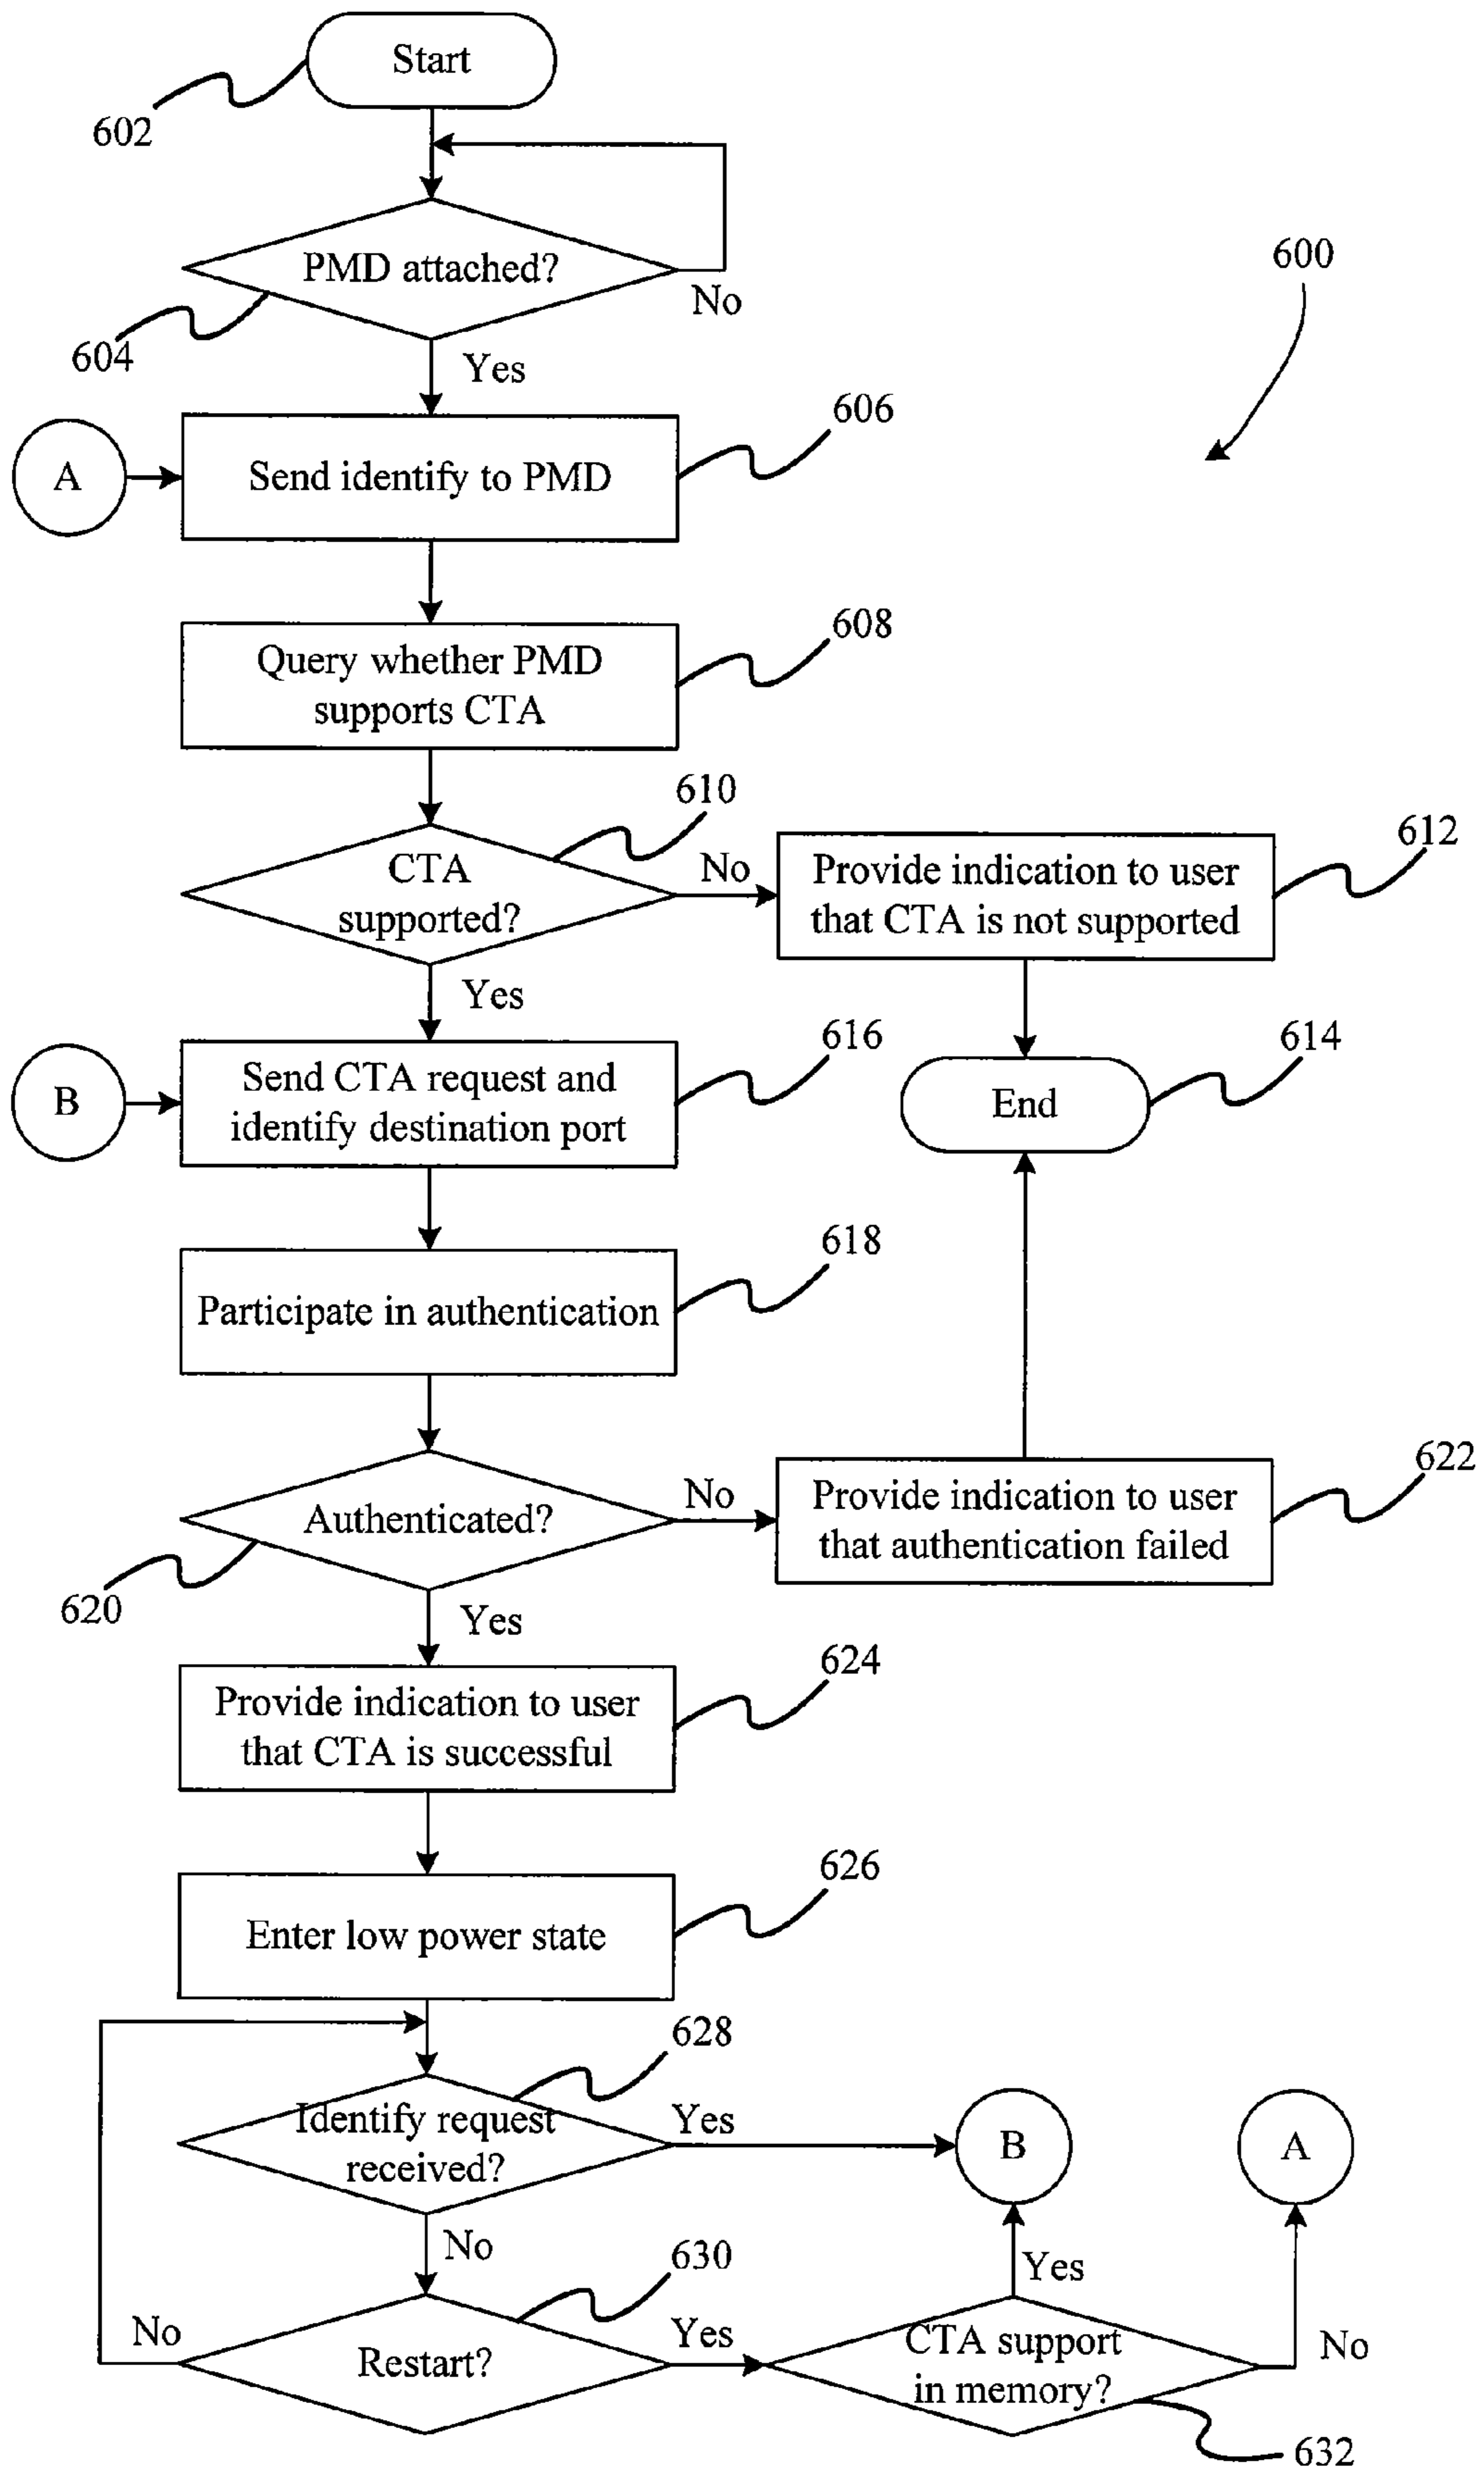 Start
602
PMD attached?
No
604
Yes
600
A
Send identify to PMD
606
Query whether PMD
supports CTA
608
610
CTA
supported?
No
Provide indication to user
that CTA is not supported
612
Yes
B
Send CTA request and
identify destination port
616
End
614
Participate in authentication
618
Authenticated?
No
620
Provide indication to user
that authentication failed
622
Yes
Provide indication to user
that CTA is successful
624
Enter low power state
626
628
Identify request
received?
Yes
B
A
No
630
Restart?
No
Yes
CTA support
in memory?
Yes
No
632